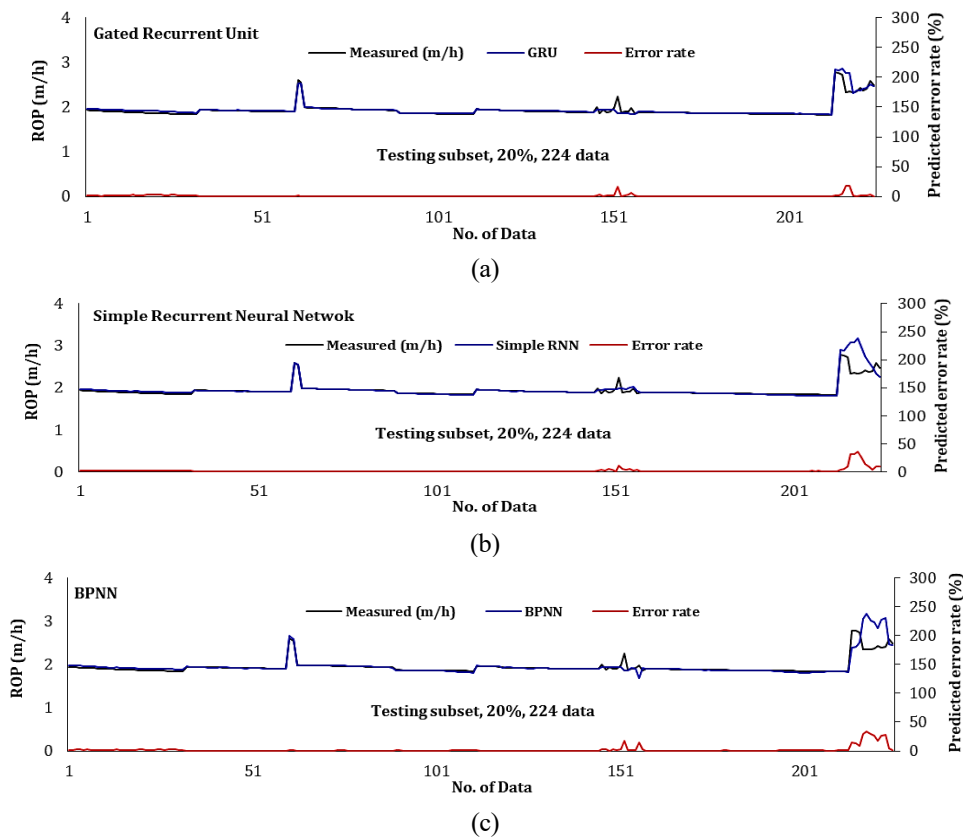 Gated Recurrent Unit
Measured (m/h) GRU Error rate
ROP (m/h)
4
3
2
1
0
Predicted error rate (%)
300
250
200
150
100
50
0
Testing subset, 20%, 224 data
1 51 101 151 201
No. of Data
(a)
Simple Recurrent Neural Netwok
Measured (m/h) Simple RNN Error rate
ROP (m/h)
4
3
2
1
0
Predicted error rate (%)
300
250
200
150
100
50
0
Testing subset, 20%, 224 data
1 51 101 151 201
No. of Data
(b)
BPNN
Measured (m/h) BPNN Error rate
ROP (m/h)
4
3
2
1
0
Predicted error rate (%)
300
250
200
150
100
50
0
Testing subset, 20%, 224 data
1 51 101 151 201
No. of Data
(c)